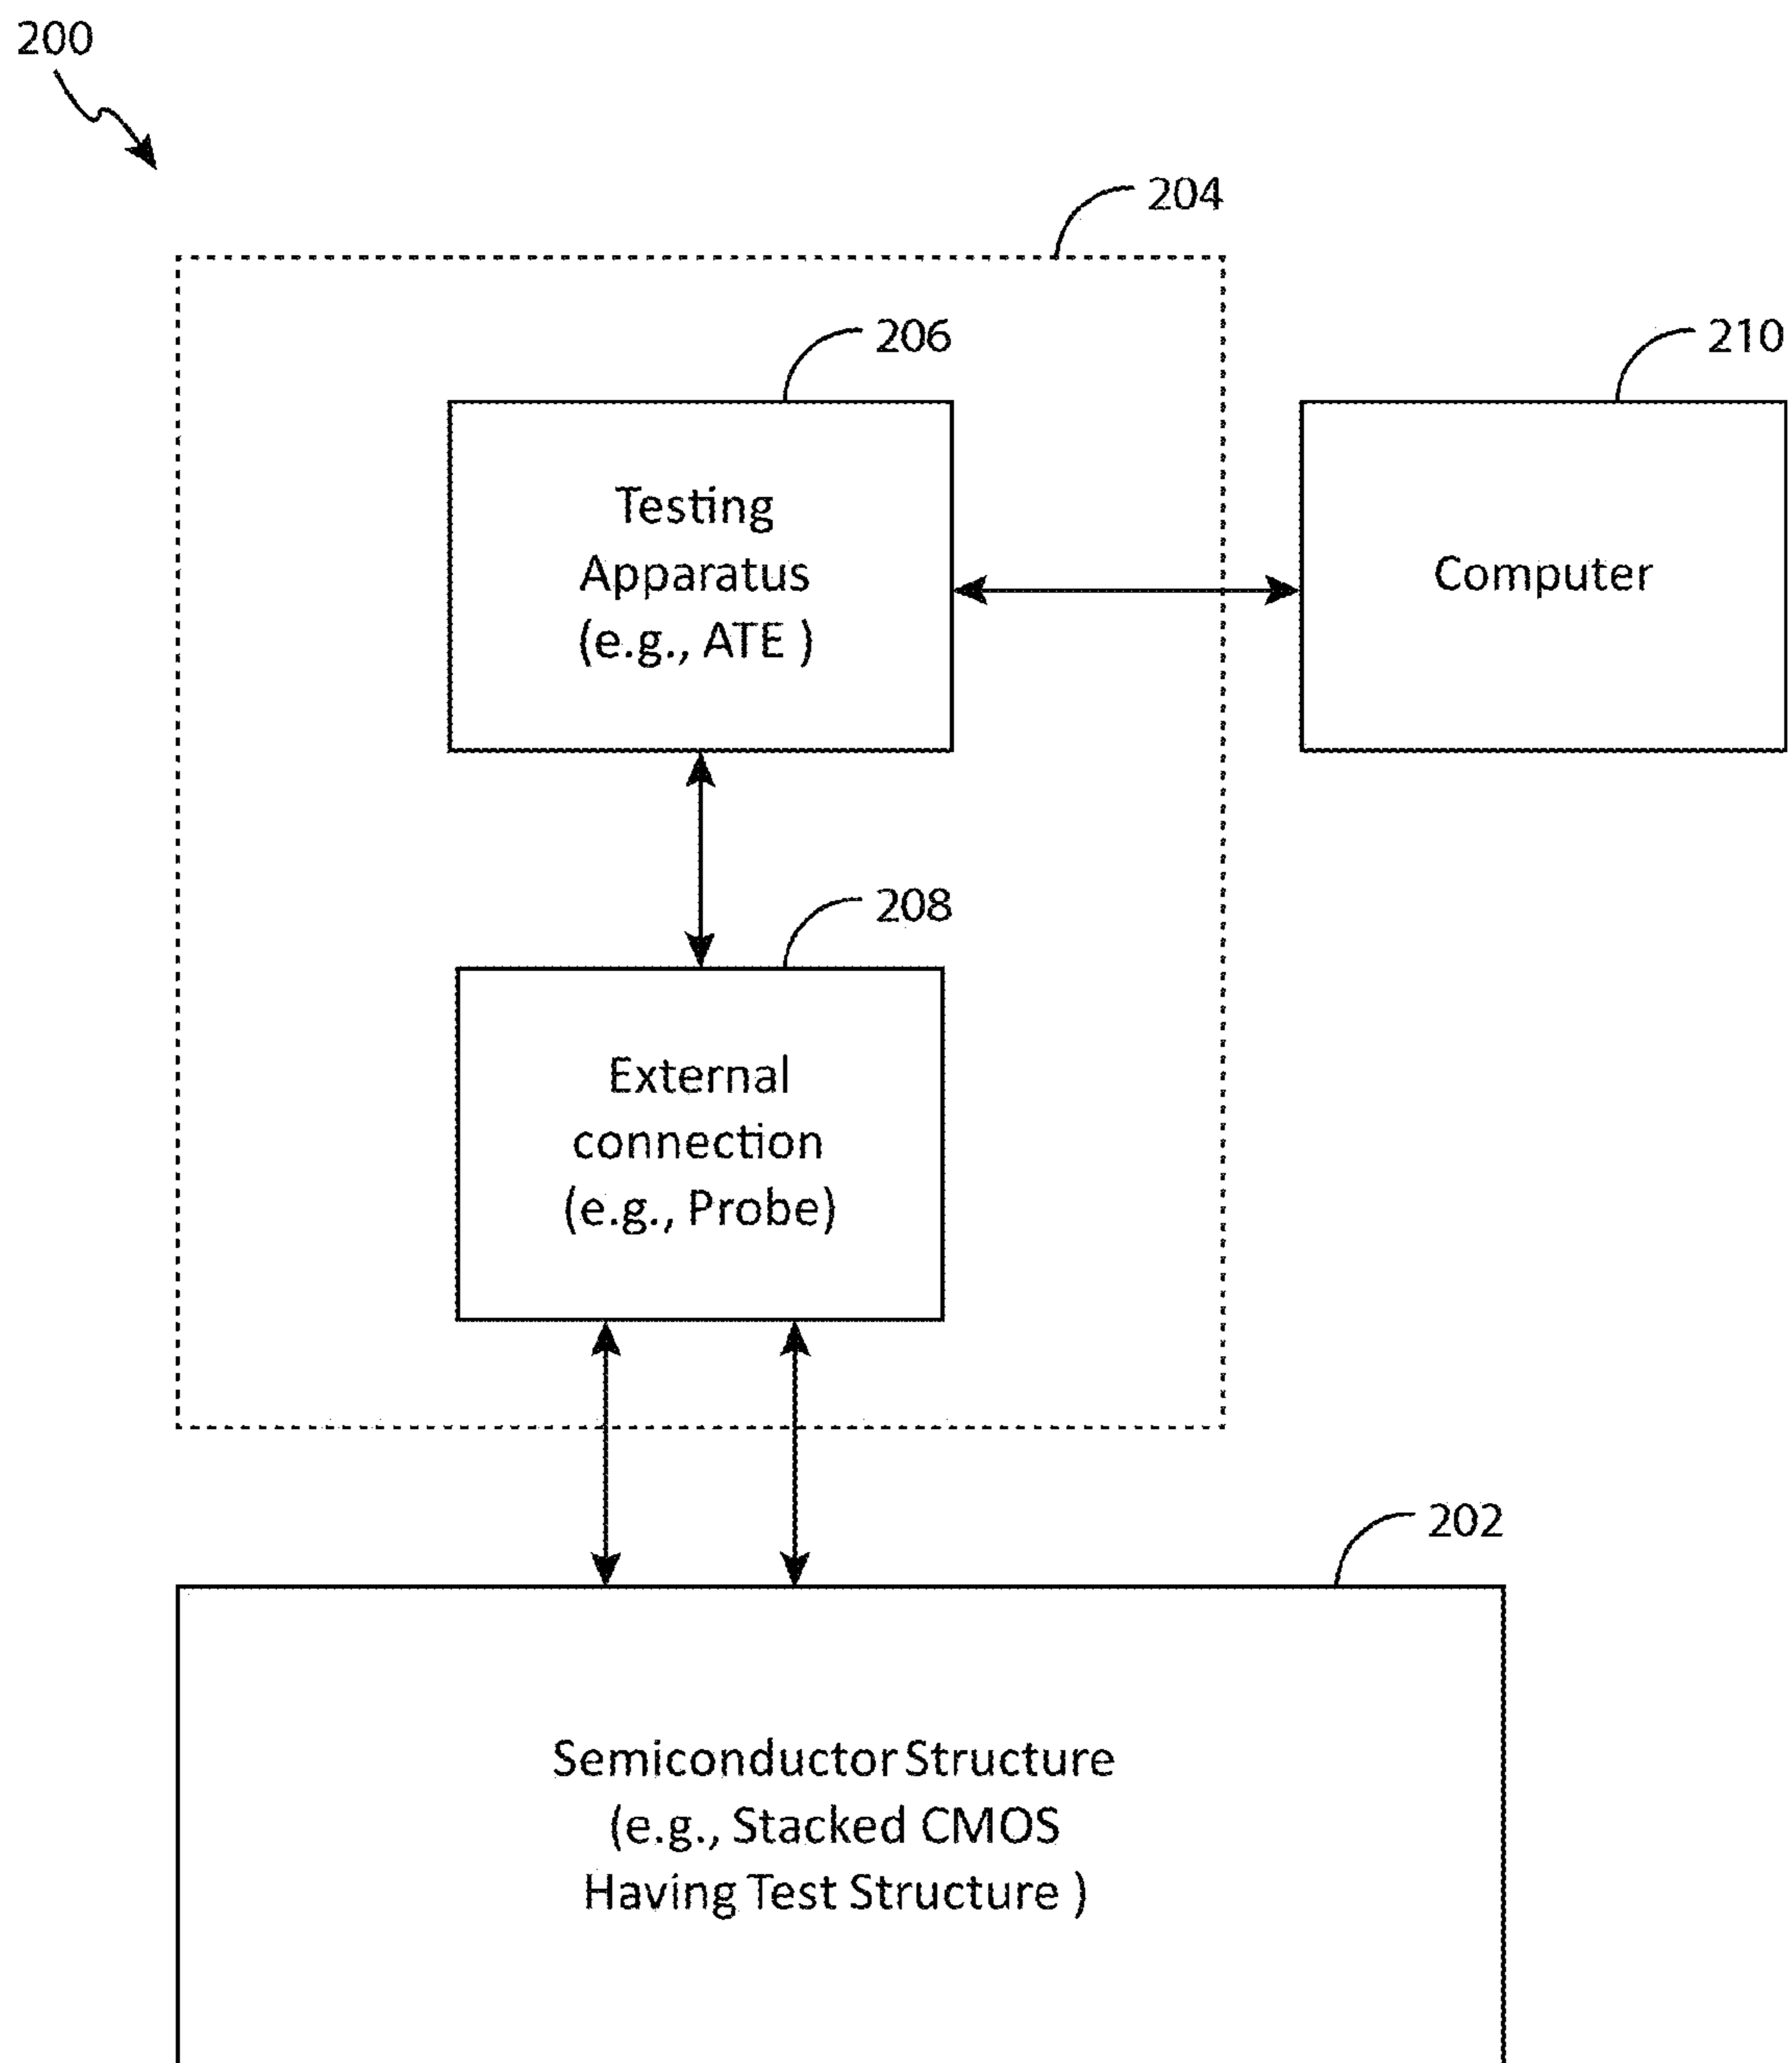 200
204
206
210
Testing
Apparatus
(e.g., ATE )
Computer
208
External
connection
(e.g., Probe)
202
Semiconductor Structure
(e.g., Stacked CMOS
Having Test Structure )